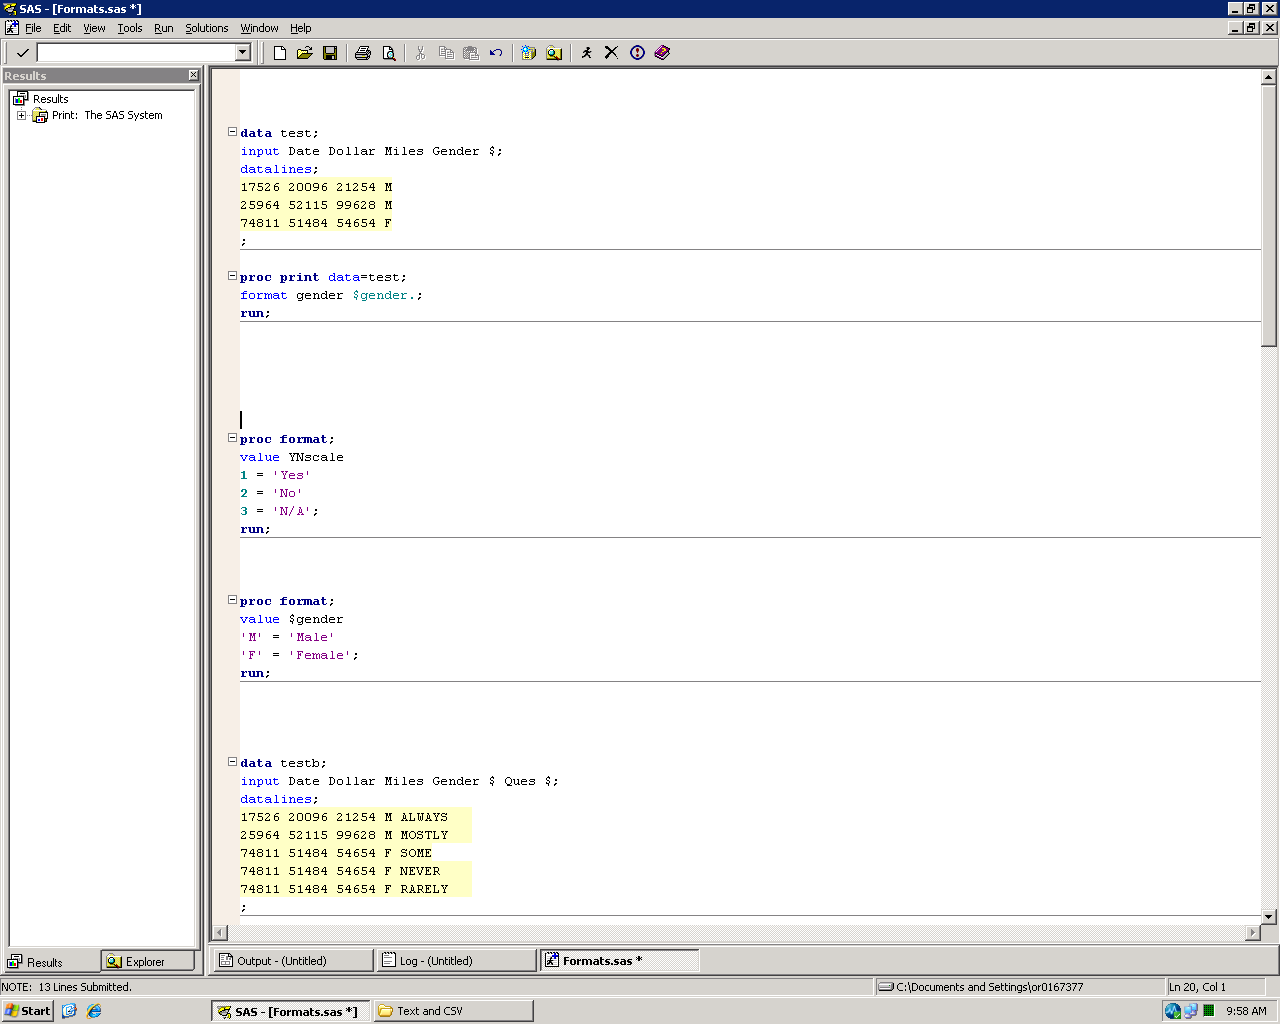 SAS - [Formats.sas *]
File Edit View Tools Run Solutions Window Help
Results
Results
Print: The SAS System
data test;
input Date Dollar Miles Gender $;
datalines;
17526 20096 21254 M
25964 52115 99628 M
74811 51484 54654 F
;
proc print data=test;
format gender $gender.;
run;
proc format;
value YNscale
1 = 'Yes'
2 = 'No'
3 = 'N/A';
run;
proc format;
value $gender
'M' = 'Male'
'F' = 'Female';
run;
data testb;
input Date Dollar Miles Gender $ Ques $;
datalines;
17526 20096 21254 M ALWAYS
25964 52115 99628 M MOSTLY
74811 51484 54654 F SOME
74811 51484 54654 F NEVER
74811 51484 54654 F RARELY
;
Results Explorer
Output - (Untitled) Log - (Untitled) Formats.sas *
NOTE: 13 Lines Submitted. C:\Documents and Settings\or0167377 Ln 20, Col 1
Start SAS - [Formats.sas *] Text and CSV 9:58 AM